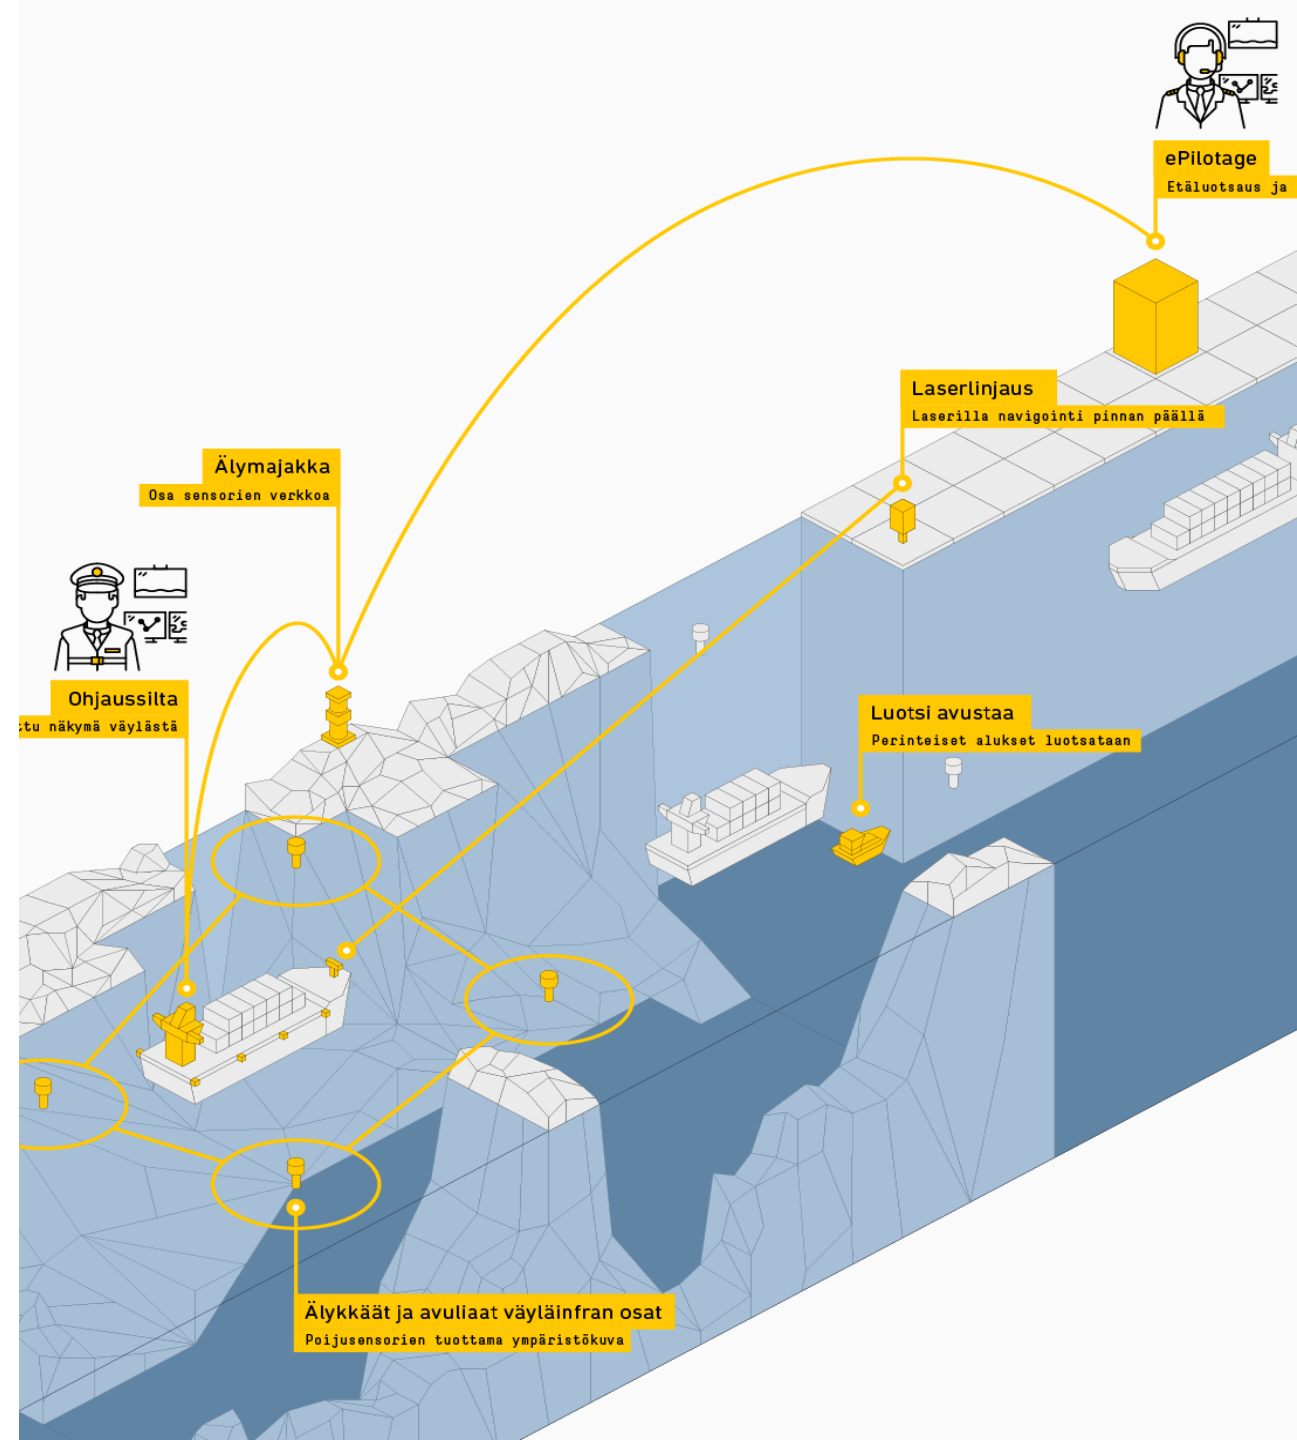 ePilotage
Etäluotsaus ja
Laserlinjaus
Laserilla navigointi pinnan päällä
Älymajakka
Osa sensorien verkkoa
Ohjaussilta
näkymä väylästä
Luotsi avustaa
Perinteiset alukset luotsataan
Älykkäät ja avuliaat väyläinfran osat
Poijusensorien tuottama ympäristökuva